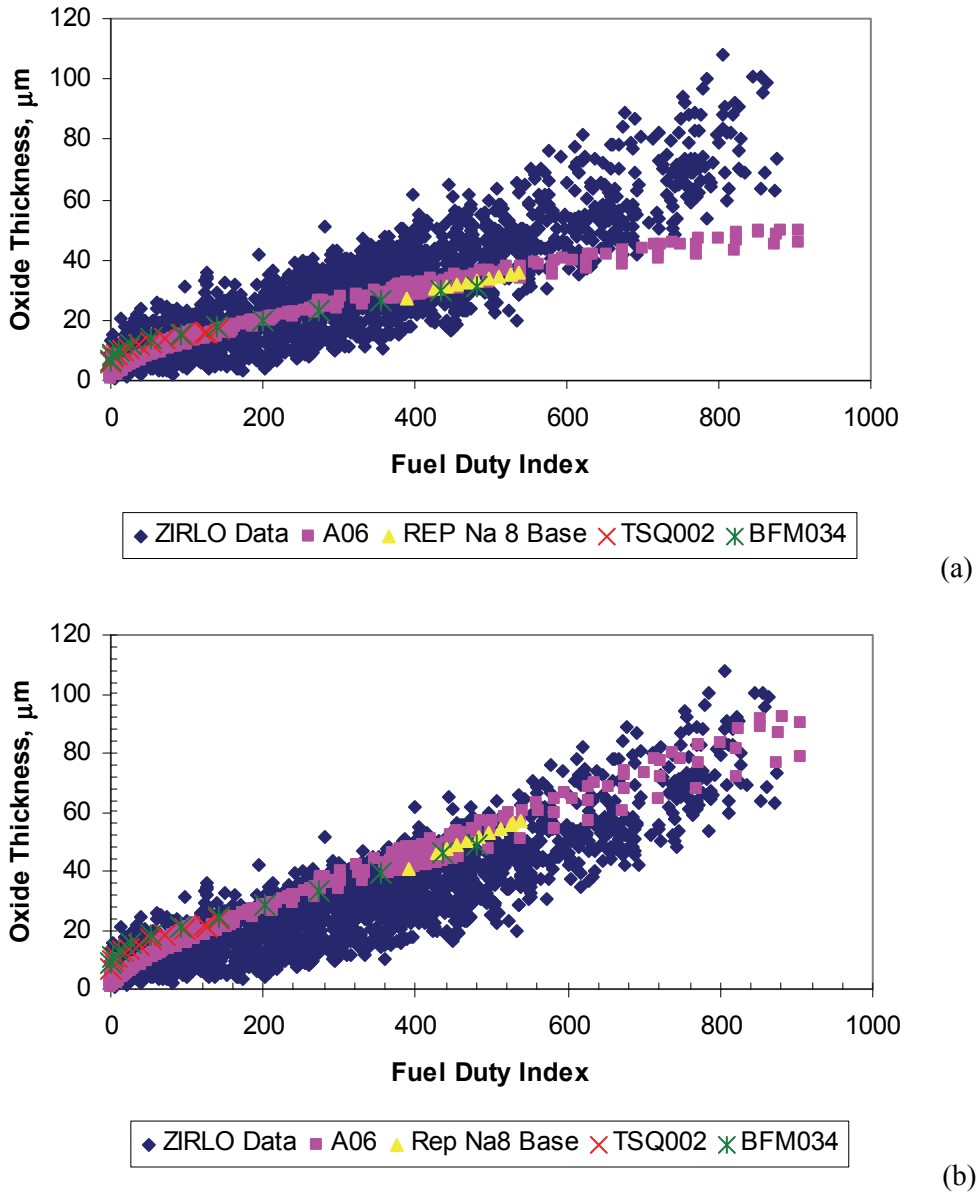 120
100
80
60
40
20
0
Oxide Thickness, μm
0 200 400 600 800 1000
Fuel Duty Index
ZIRLO Data A06 REP Na 8 Base TSQ002 BFM034
(a)
120
100
80
60
40
20
0
Oxide Thickness, μm
0 200 400 600 800 1000
Fuel Duty Index
ZIRLO Data A06 Rep Na8 Base TSQ002 BFM034
(b)